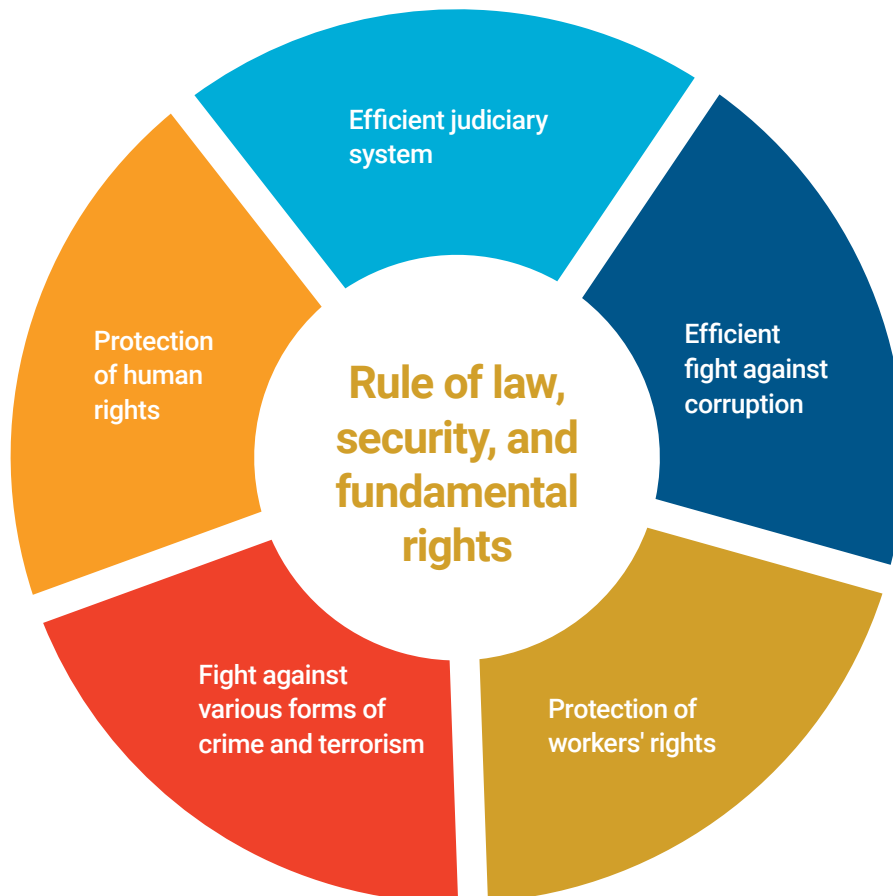 Efficient judiciary
system
Efficient
fight against
corruption
Protection of
workers' rights
Fight against
various forms of
crime and terrorism
Protection
of human
rights
Rule of law,
security, and
fundamental
rights